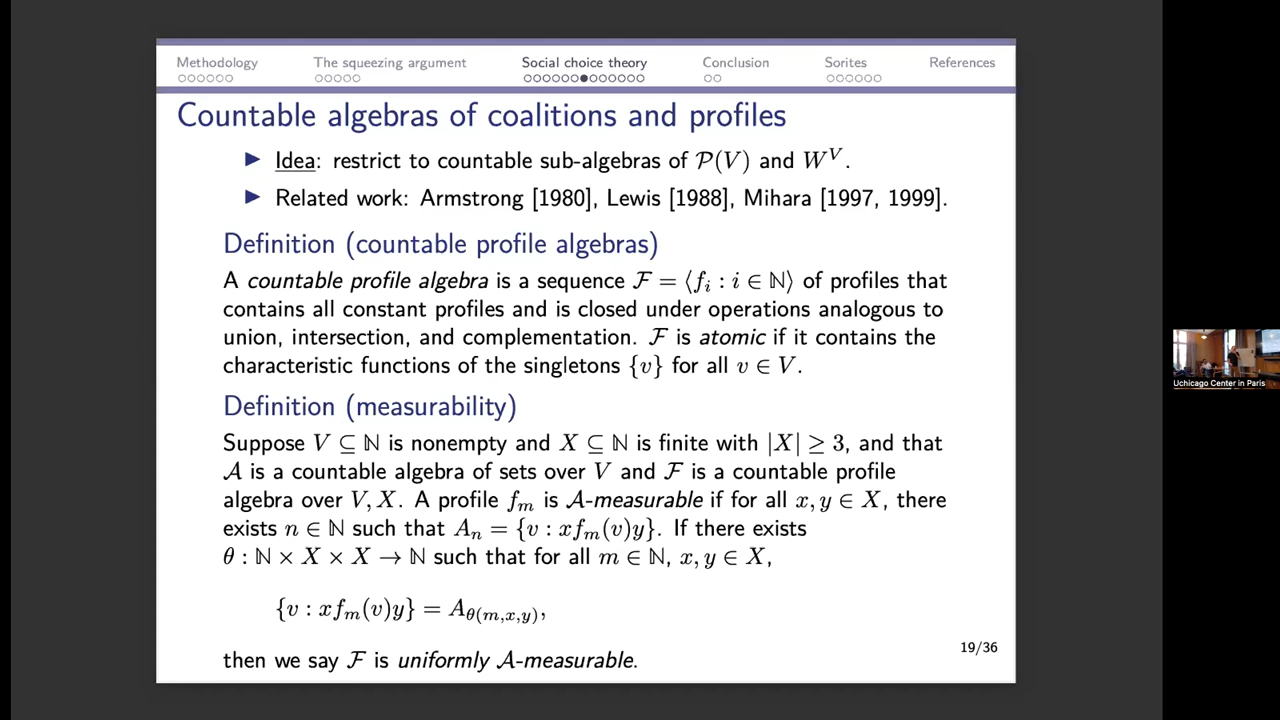 Methodology The squeezing argument Social choice theory Conclusion Sorites References
Countable algebras of coalitions and profiles
▶ Idea: restrict to countable sub-algebras of 𝒫(V) and W^V.
▶ Related work: Armstrong [1980], Lewis [1988], Mihara [1997, 1999].
Definition (countable profile algebras)
A countable profile algebra is a sequence ℱ = ⟨f_i : i ∈ ℕ⟩ of profiles that
contains all constant profiles and is closed under operations analogous to
union, intersection, and complementation. ℱ is atomic if it contains the
characteristic functions of the singletons {v} for all v ∈ V.
Definition (measurability)
Suppose V ⊆ ℕ is nonempty and X ⊆ ℕ is finite with |X| ≥ 3, and that
𝒜 is a countable algebra of sets over V and ℱ is a countable profile
algebra over V, X. A profile f_m is 𝒜-measurable if for all x, y ∈ X, there
exists n ∈ ℕ such that A_n = {v : xf_m(v)y}. If there exists
θ : ℕ × X × X → ℕ such that for all m ∈ ℕ, x, y ∈ X,
{v : xf_m(v)y} = A_θ(m,x,y),
then we say ℱ is uniformly 𝒜-measurable.
19/36
Uchicago Center in Paris